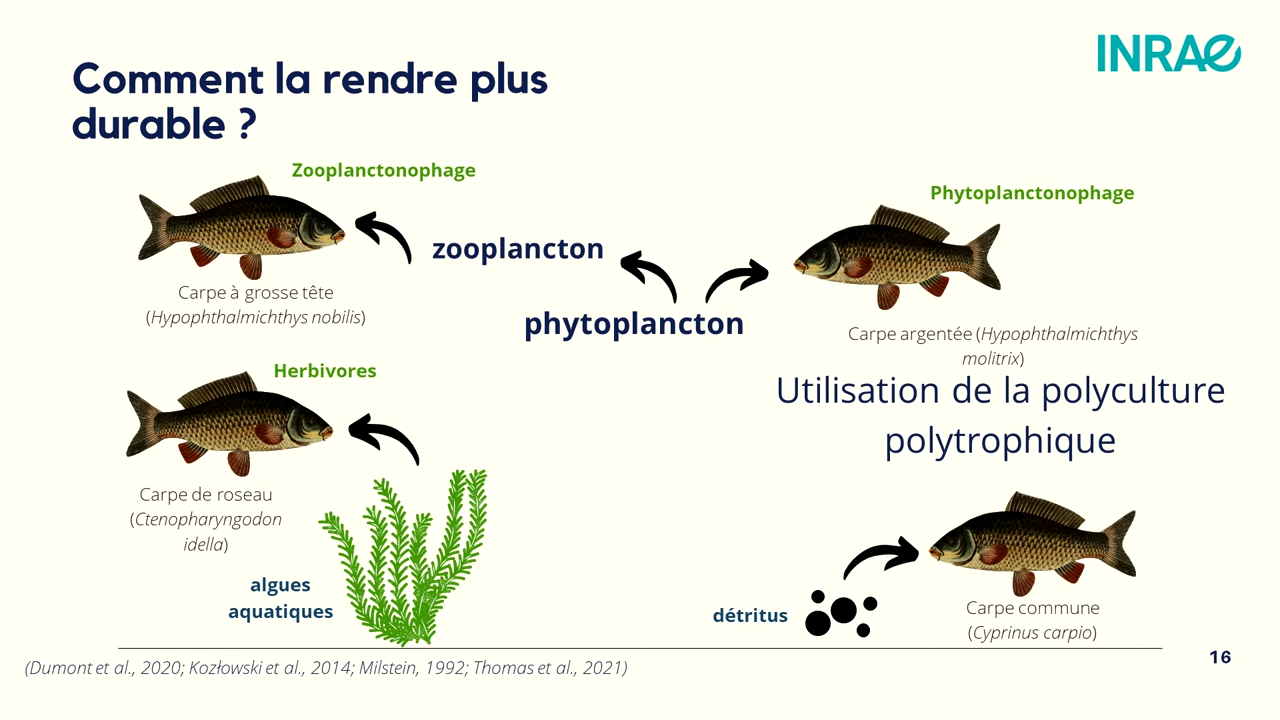 INRAE
Comment la rendre plus
durable ?
Zooplanctonophage
Phytoplanctonophage
zooplancton
phytoplancton
Carpe à grosse tête
(Hypophthalmichthys nobilis)
Carpe argentée (Hypophthalmichthys
molitrix)
Herbivores
Utilisation de la polyculture
polytrophique
Carpe de roseau
(Ctenopharyngodon
idella)
algues
aquatiques
détritus
Carpe commune
(Cyprinus carpio)
(Dumont et al., 2020; Kozłowski et al., 2014; Milstein, 1992; Thomas et al., 2021)
16